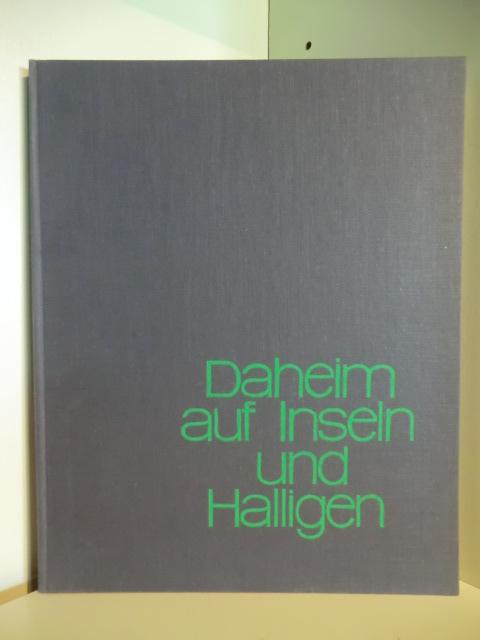 Daheim
auf Inseln
und
Halligen